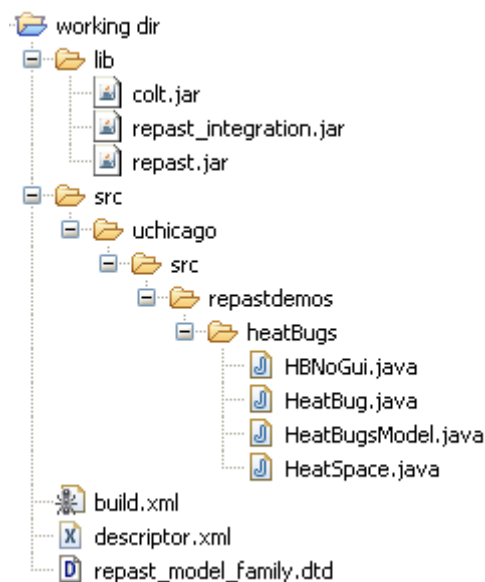 working dir
lib
colt.jar
repast_integration.jar
repast.jar
src
uchicago
src
repastdemos
heatBugs
HBNoGui.java
HeatBug.java
HeatBugsModel.java
HeatSpace.java
build.xml
descriptor.xml
repast_model_family.dtd